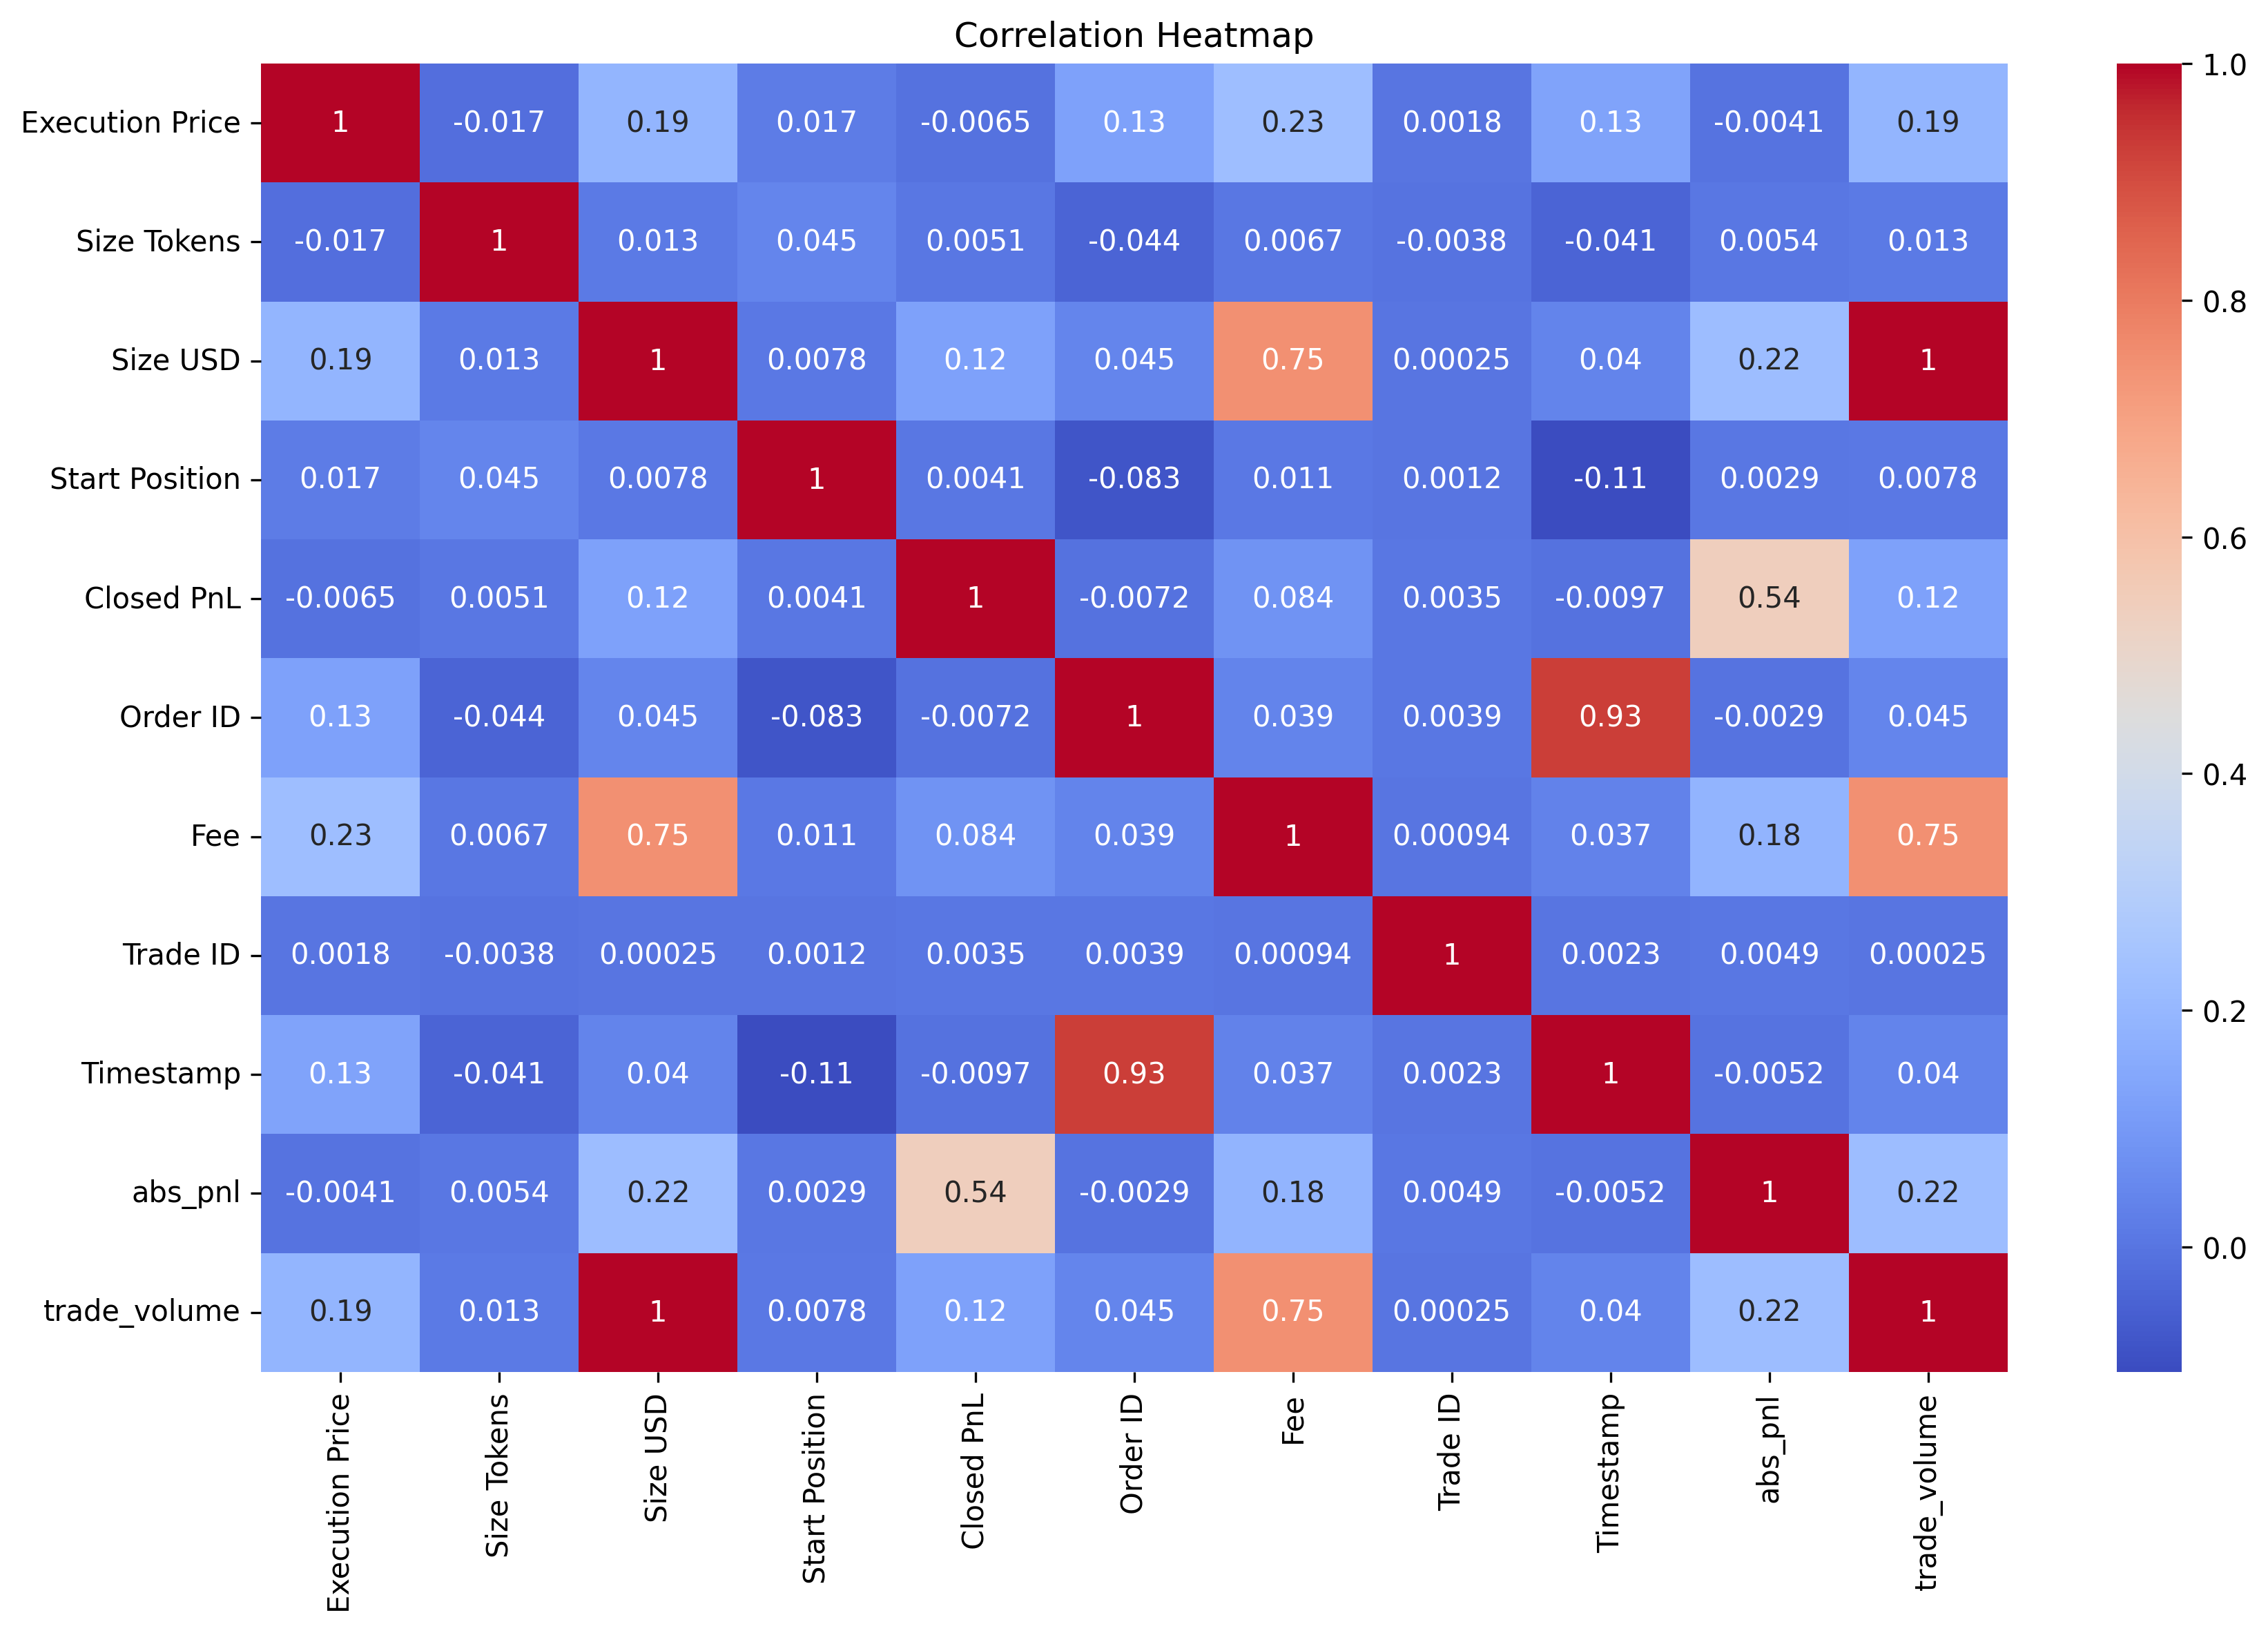 Correlation Heatmap
Execution Price 1 -0.017 0.19 0.017 -0.0065 0.13 0.23 0.0018 0.13 -0.0041 0.19
Size Tokens -0.017 1 0.013 0.045 0.0051 -0.044 0.0067 -0.0038 -0.041 0.0054 0.013
Size USD 0.19 0.013 1 0.0078 0.12 0.045 0.75 0.00025 0.04 0.22 1
Start Position 0.017 0.045 0.0078 1 0.0041 -0.083 0.011 0.0012 -0.11 0.0029 0.0078
Closed PnL -0.0065 0.0051 0.12 0.0041 1 -0.0072 0.084 0.0035 -0.0097 0.54 0.12
Order ID 0.13 -0.044 0.045 -0.083 -0.0072 1 0.039 0.0039 0.93 -0.0029 0.045
Fee 0.23 0.0067 0.75 0.011 0.084 0.039 1 0.00094 0.037 0.18 0.75
Trade ID 0.0018 -0.0038 0.00025 0.0012 0.0035 0.0039 0.00094 1 0.0023 0.0049 0.00025
Timestamp 0.13 -0.041 0.04 -0.11 -0.0097 0.93 0.037 0.0023 1 -0.0052 0.04
abs_pnl -0.0041 0.0054 0.22 0.0029 0.54 -0.0029 0.18 0.0049 -0.0052 1 0.22
trade_volume 0.19 0.013 1 0.0078 0.12 0.045 0.75 0.00025 0.04 0.22 1
Execution Price
Size Tokens
Size USD
Start Position
Closed PnL
Order ID
Fee
Trade ID
Timestamp
abs_pnl
trade_volume
1.0
0.8
0.6
0.4
0.2
0.0